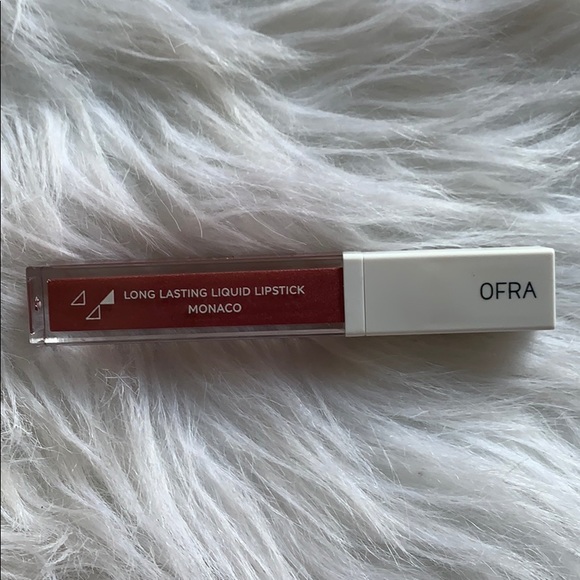 LONG LASTING LIQUID LIPSTICK
MONACO
OFRA